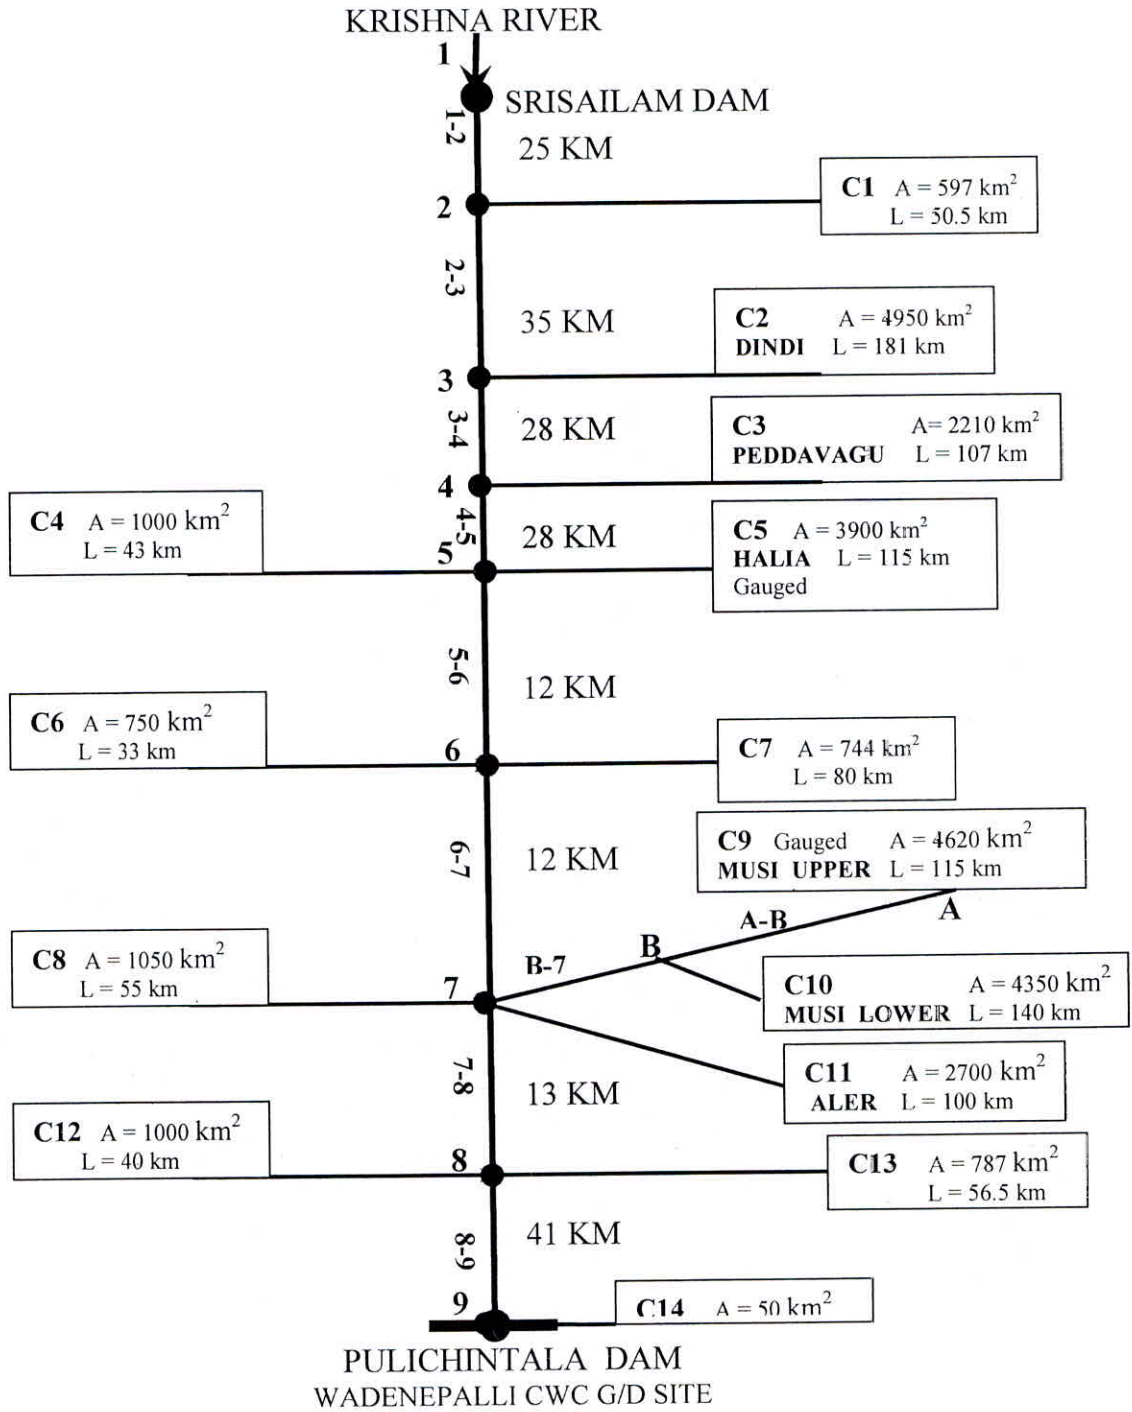 KRISHNA RIVER
1
SRISAILAM DAM
1-2
25 KM
C1 A = 597 km²
L = 50.5 km
2
2-3
35 KM
C2 A = 4950 km²
DINDI L = 181 km
3
3-4
28 KM
C3 A= 2210 km²
PEDDAVAGU L = 107 km
4
4-5
28 KM
C4 A = 1000 km²
L = 43 km
C5 A = 3900 km²
HALIA L = 115 km
Gauged
5
5-6
12 KM
C6 A = 750 km²
L = 33 km
6
C7 A = 744 km²
L = 80 km
6-7
12 KM
C9 Gauged A = 4620 km²
MUSI UPPER L = 115 km
A
A-B
B
B-7
C8 A = 1050 km²
L = 55 km
7
C10 A = 4350 km²
MUSI LOWER L = 140 km
7-8
13 KM
C11 A = 2700 km²
ALER L = 100 km
C12 A = 1000 km²
L = 40 km
8
C13 A = 787 km²
L = 56.5 km
8-9
41 KM
9
C14 A = 50 km²
PULICHINTALA DAM
WADENEPALLI CWC G/D SITE